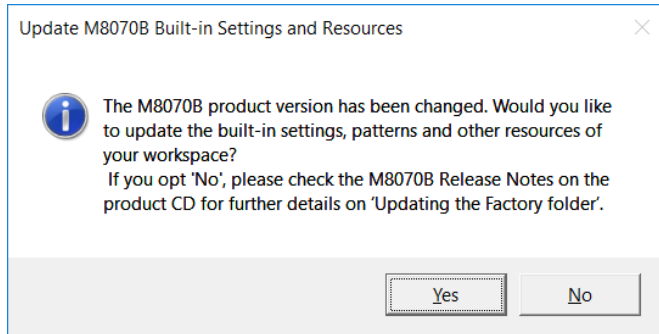 Update M8070B Built-in Settings and Resources
The M8070B product version has been changed. Would you like
to update the built-in settings, patterns and other resources of
your workspace?
If you opt 'No', please check the M8070B Release Notes on the
product CD for further details on ‘Updating the Factory folder’.
Yes
No